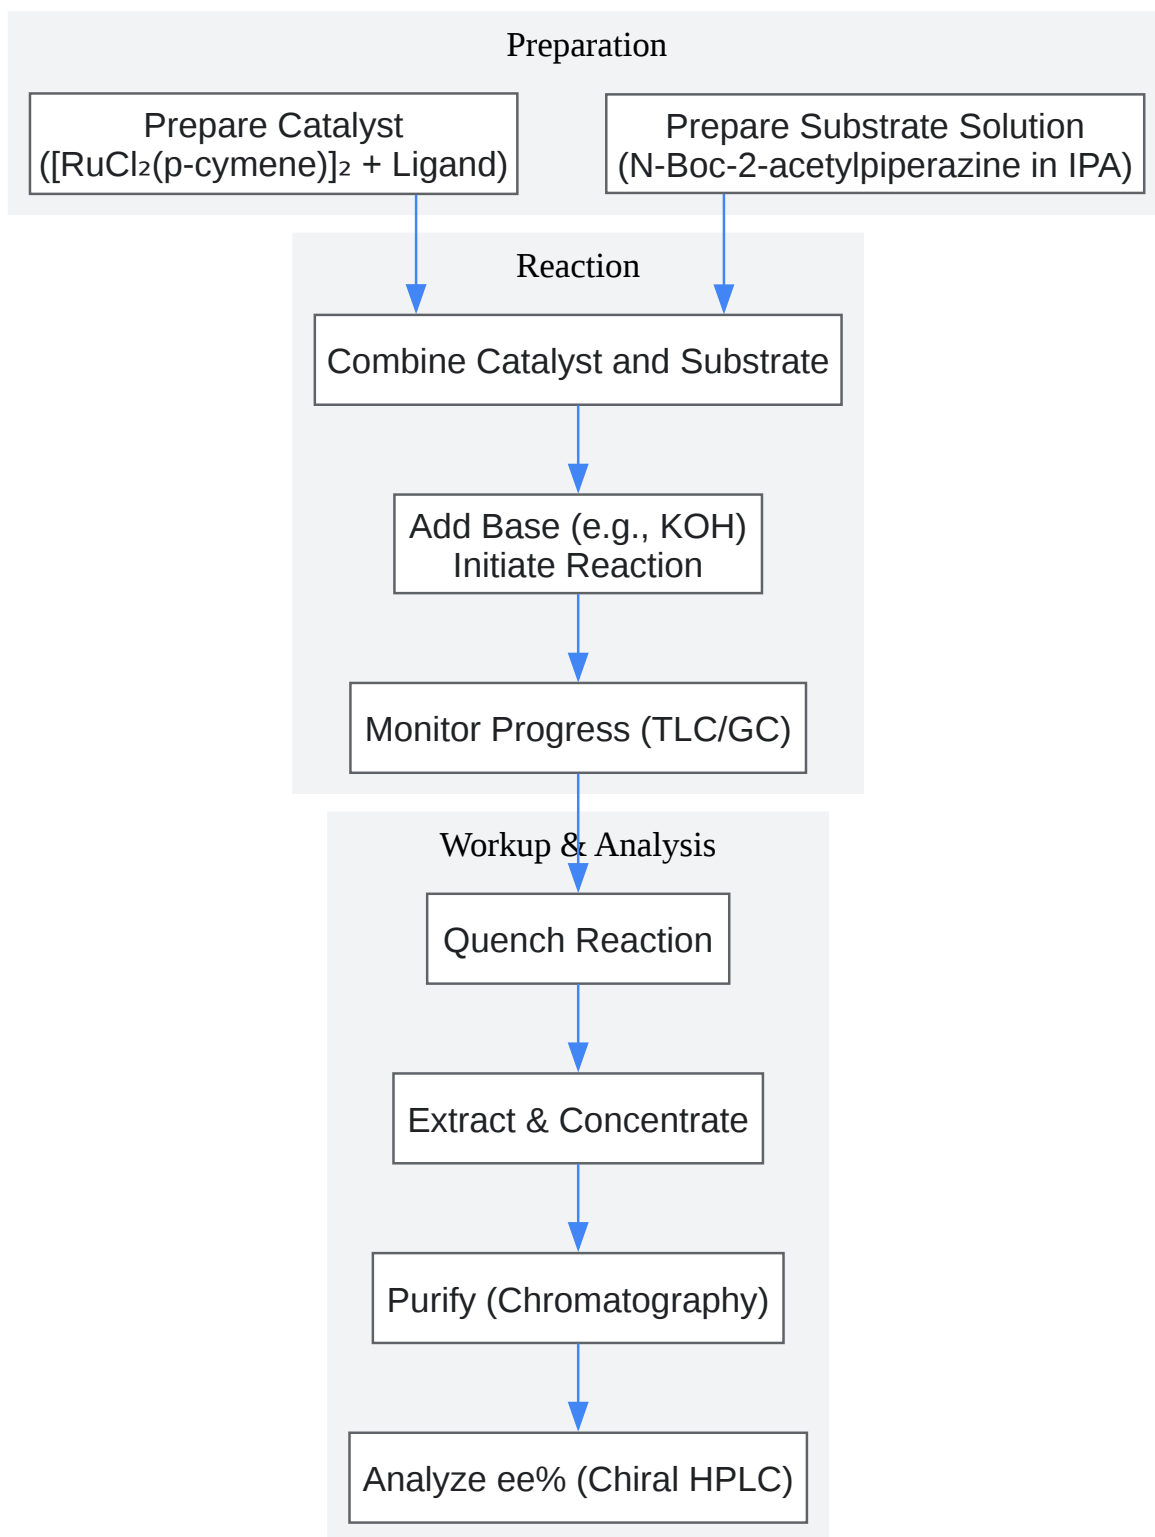 Preparation
Prepare Catalyst
([RuCl₂(p-cymene)]₂ + Ligand)
Prepare Substrate Solution
(N-Boc-2-acetylpiperazine in IPA)
Reaction
Combine Catalyst and Substrate
Add Base (e.g., KOH)
Initiate Reaction
Monitor Progress (TLC/GC)
Workup & Analysis
Quench Reaction
Extract & Concentrate
Purify (Chromatography)
Analyze ee% (Chiral HPLC)